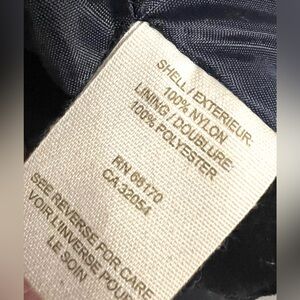 SHELL / EXTERIEUR:
100% NYLON
LINING / DOUBLURE:
100% POLYESTER
RN 66170
CA 32054
SEE REVERSE FOR CARE
VOIR L'INVERSE POUR
LE SOIN